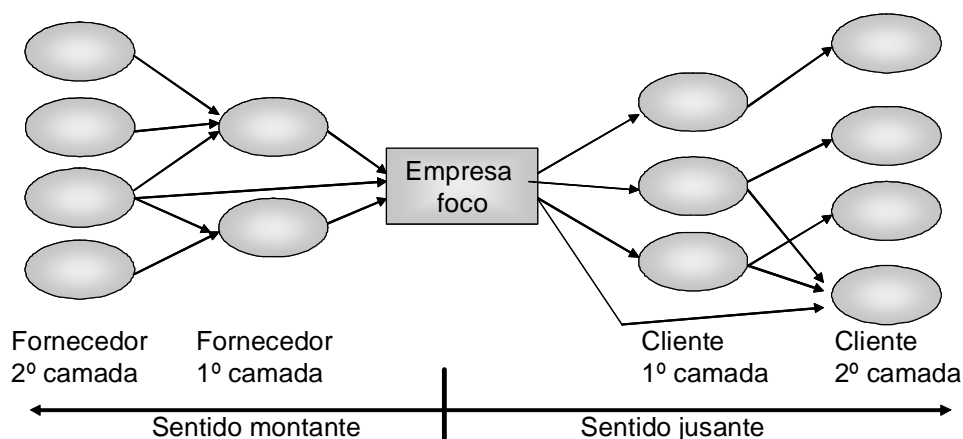 Empresa
foco
Fornecedor
2º camada
Fornecedor
1º camada
Cliente
1º camada
Cliente
2º camada
Sentido montante
Sentido jusante